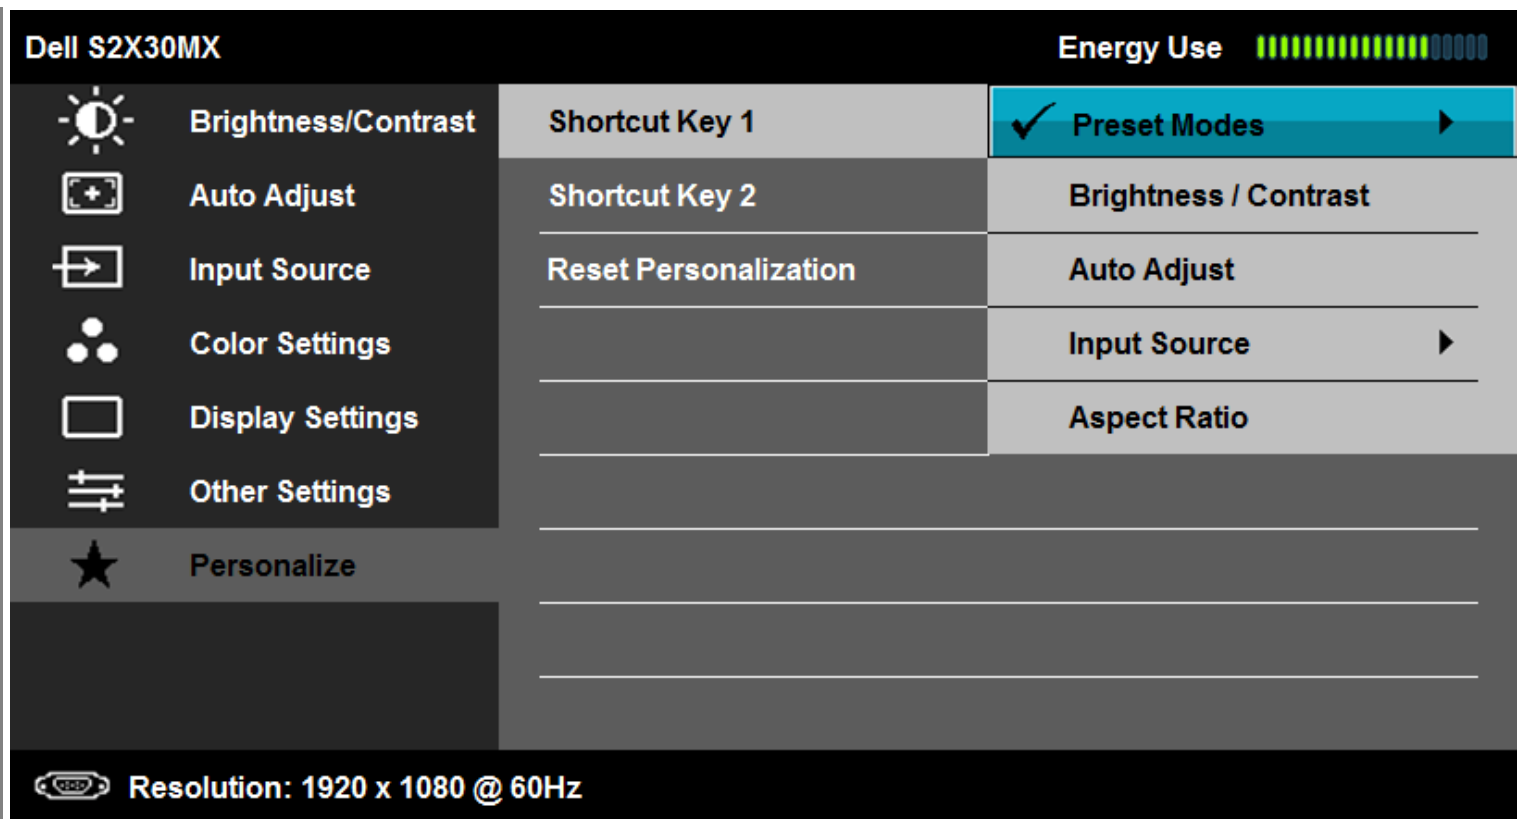 Dell S2X30MX Energy Use
Brightness/Contrast Shortcut Key 1 Preset Modes
Auto Adjust Shortcut Key 2 Brightness / Contrast
Input Source Reset Personalization Auto Adjust
Color Settings Input Source
Display Settings Aspect Ratio
Other Settings
Personalize
Resolution: 1920 x 1080 @ 60Hz